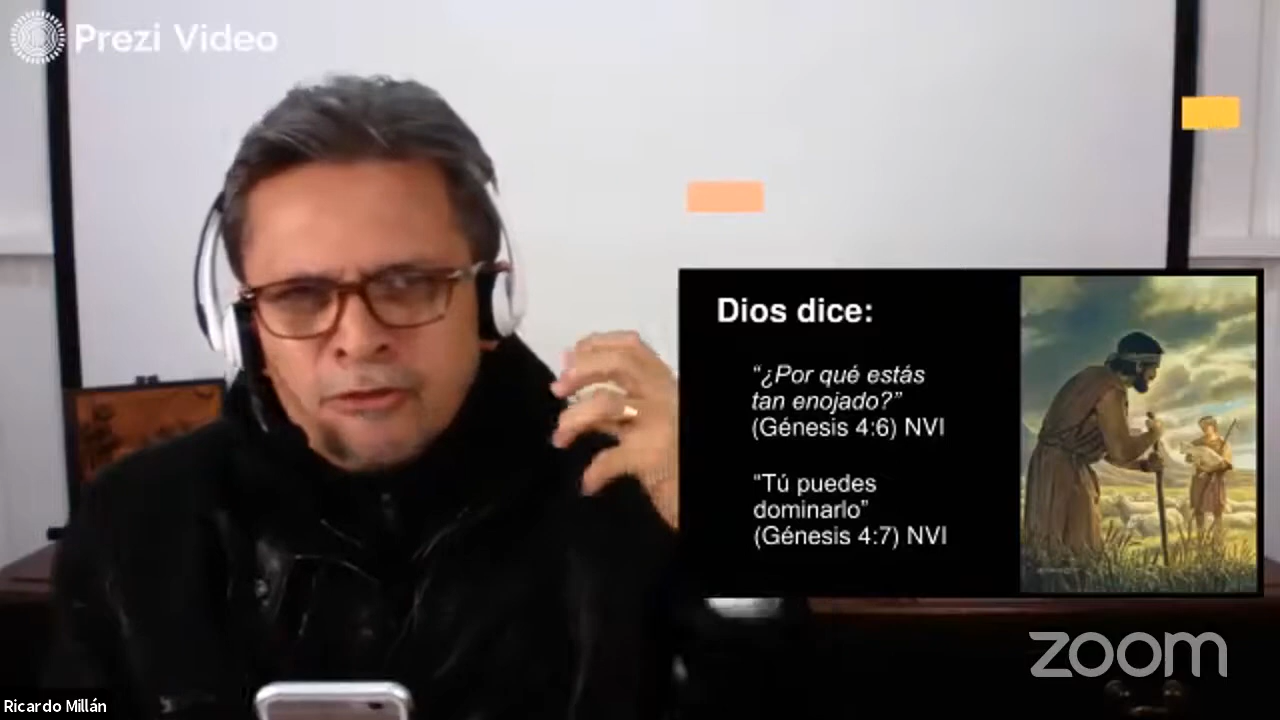 Prezi Video
Dios dice:
“¿Por qué estás
tan enojado?”
(Génesis 4:6) NVI
“Tú puedes
dominarlo”
(Génesis 4:7) NVI
zoom
Ricardo Millán